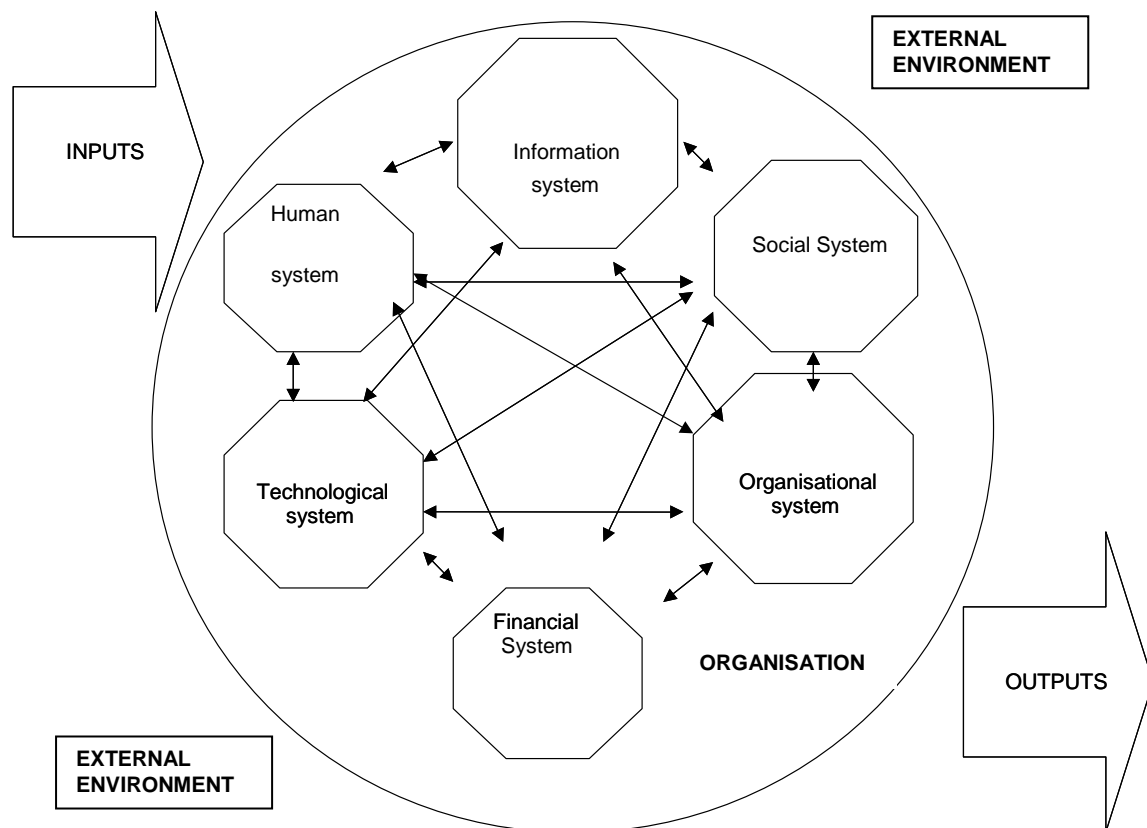 EXTERNAL
ENVIRONMENT
INPUTS
Information
system
Human
system
Social System
Technological
system
Organisational
system
Financial
System
ORGANISATION
OUTPUTS
EXTERNAL
ENVIRONMENT